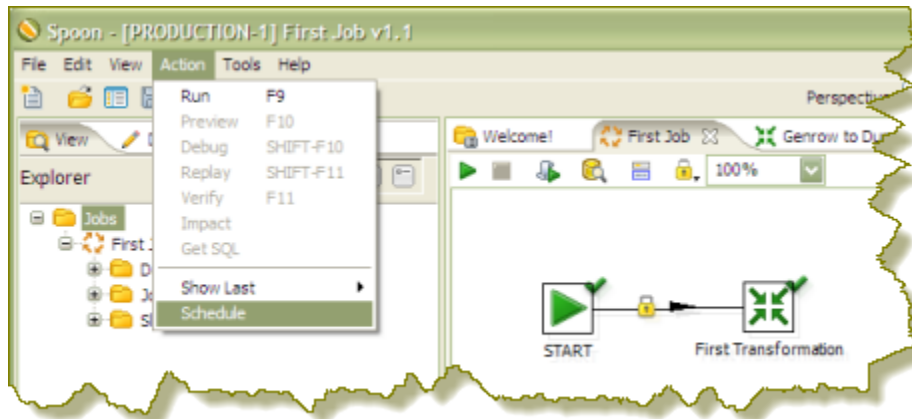 Spoon - [PRODUCTION-1] First Job v1.1
File Edit View Action Tools Help
Perspective
View
Explorer
Run F9
Preview F10
Debug SHIFT-F10
Replay SHIFT-F11
Verify F11
Impact
Get SQL
Show Last
Schedule
Jobs
First J
D
Jo
Sl
Welcome! First Job Genrow to Du
100%
START First Transformation